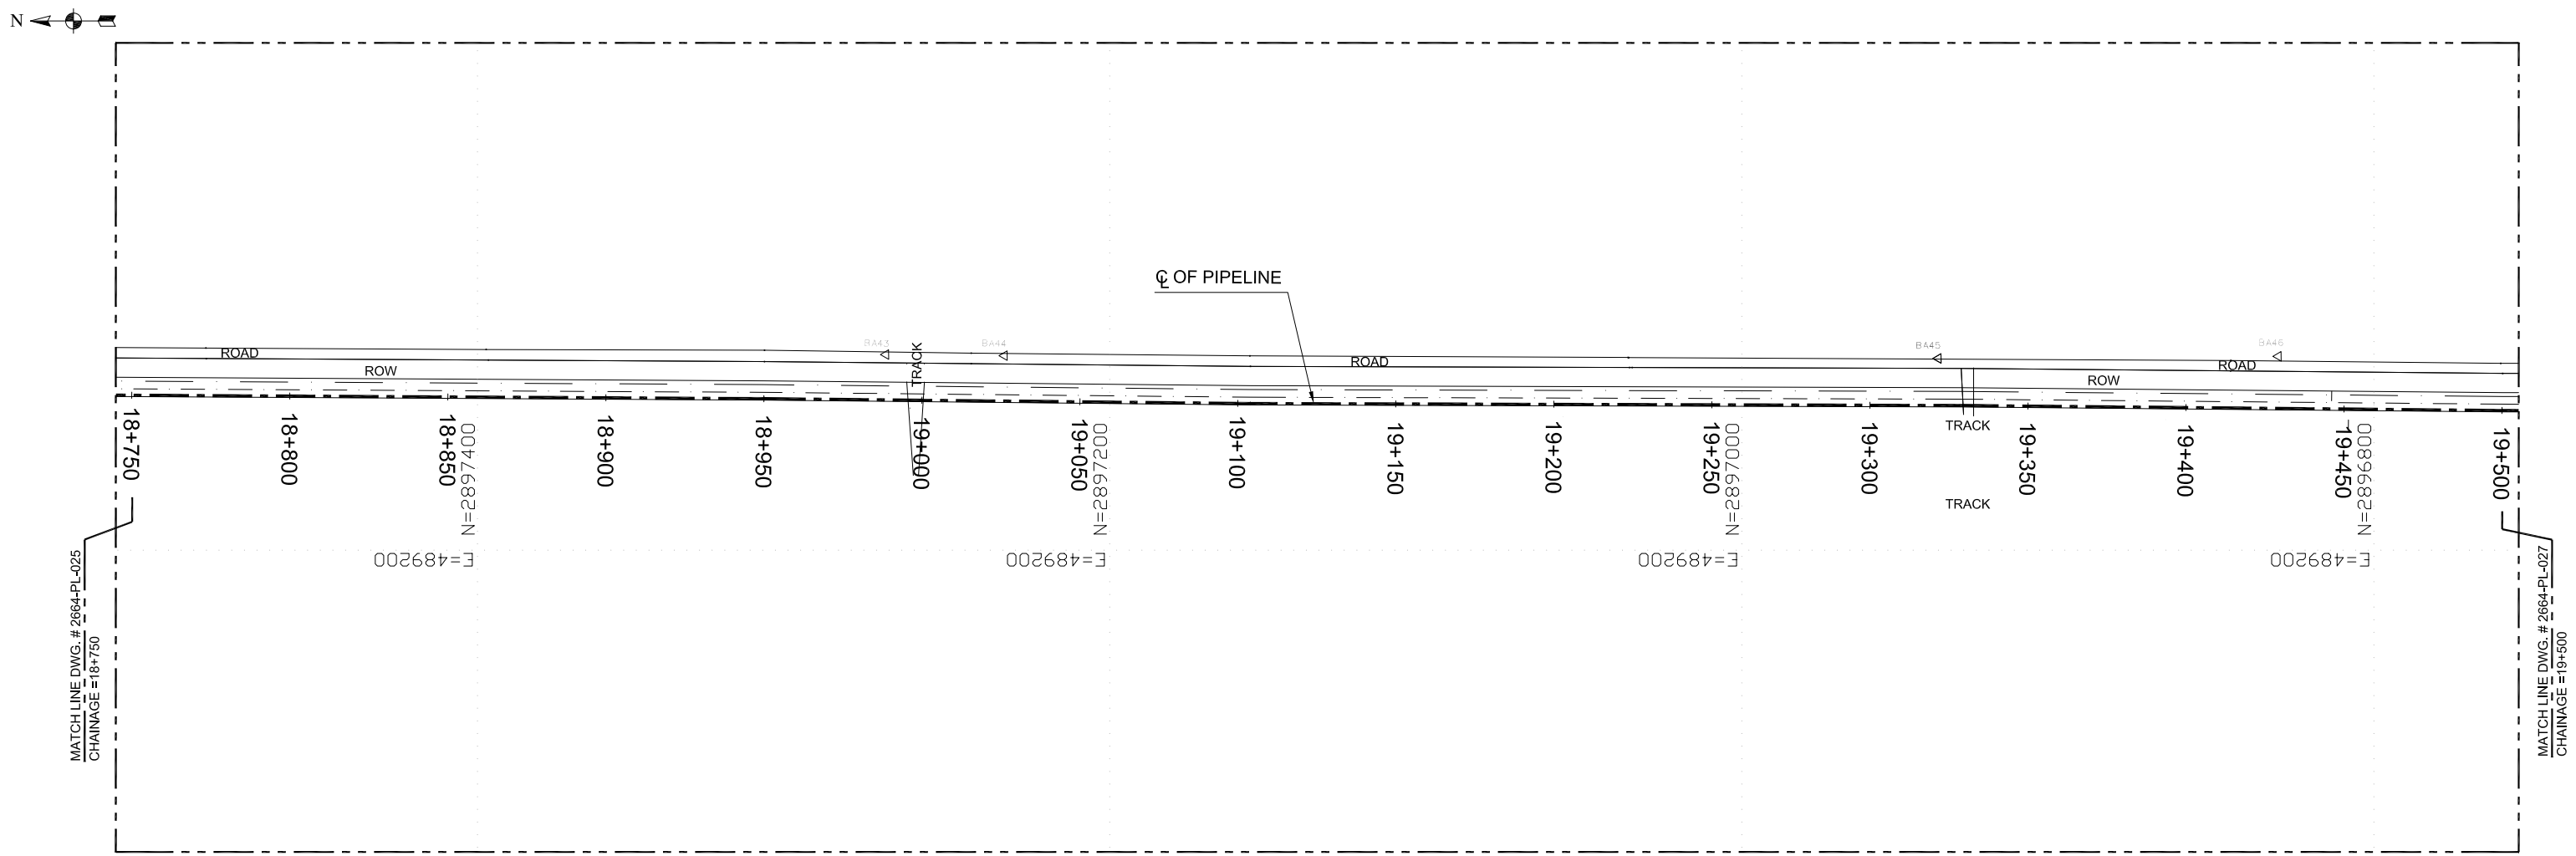 N
℄ OF PIPELINE
BA43
BA44
BA45
BA46
ROAD
ROAD
ROAD
ROW
ROW
TRACK
TRACK
TRACK
18+750
18+800
18+850
18+900
18+950
19+000
19+050
19+100
19+150
19+200
19+250
19+300
19+350
19+400
19+450
19+500
N=2897400
N=2897200
N=2897000
N=2896800
E=489200
E=489200
E=489200
E=489200
MATCH LINE DWG. # 2664-PL-025
CHAINAGE =18+750
MATCH LINE DWG. # 2664-PL-027
CHAINAGE =19+500